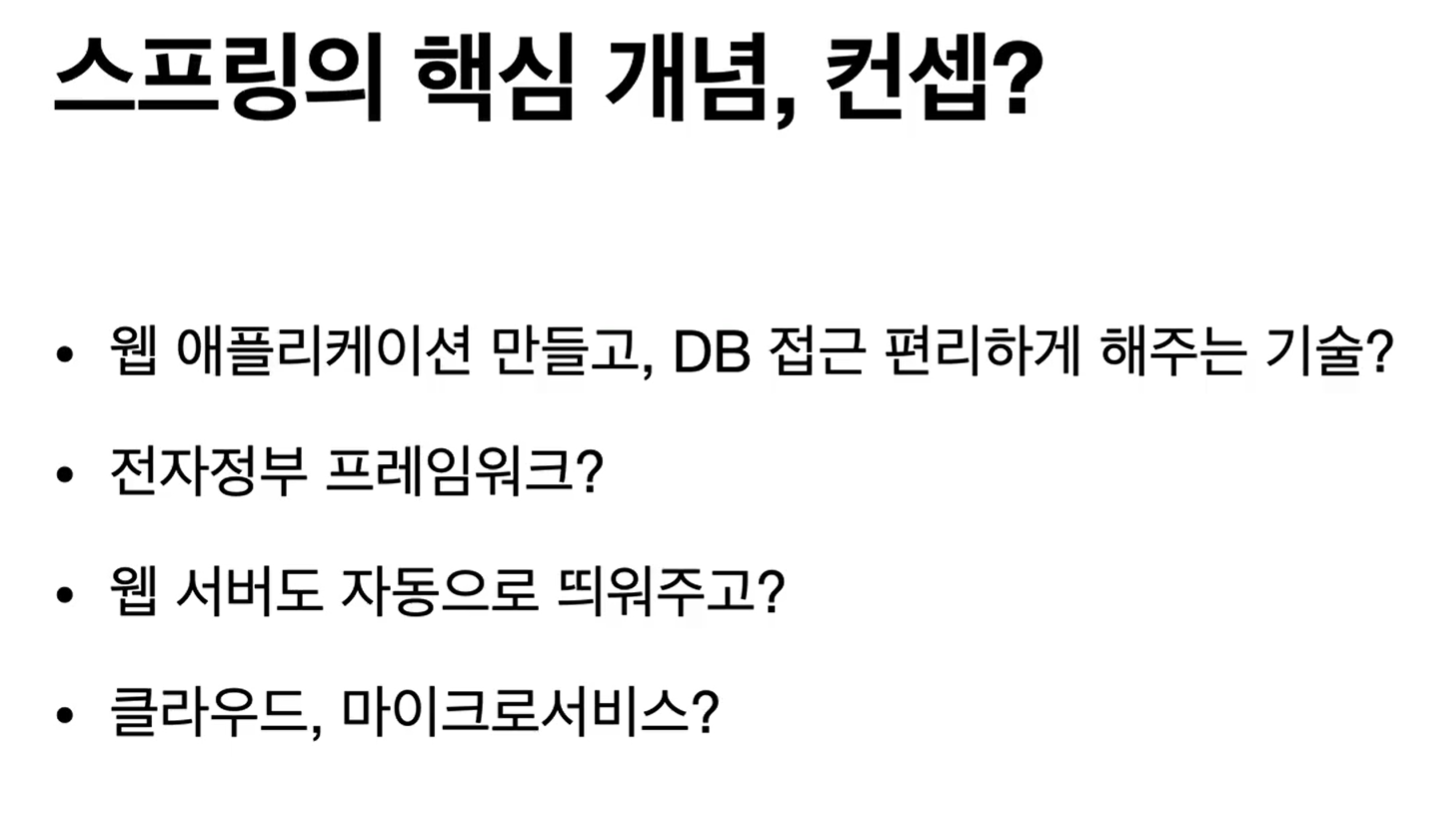 스프링의 핵심 개념, 컨셉?
• 웹 애플리케이션 만들고, DB 접근 편리하게 해주는 기술?
• 전자정부 프레임워크?
• 웹 서버도 자동으로 띄워주고?
• 클라우드, 마이크로서비스?